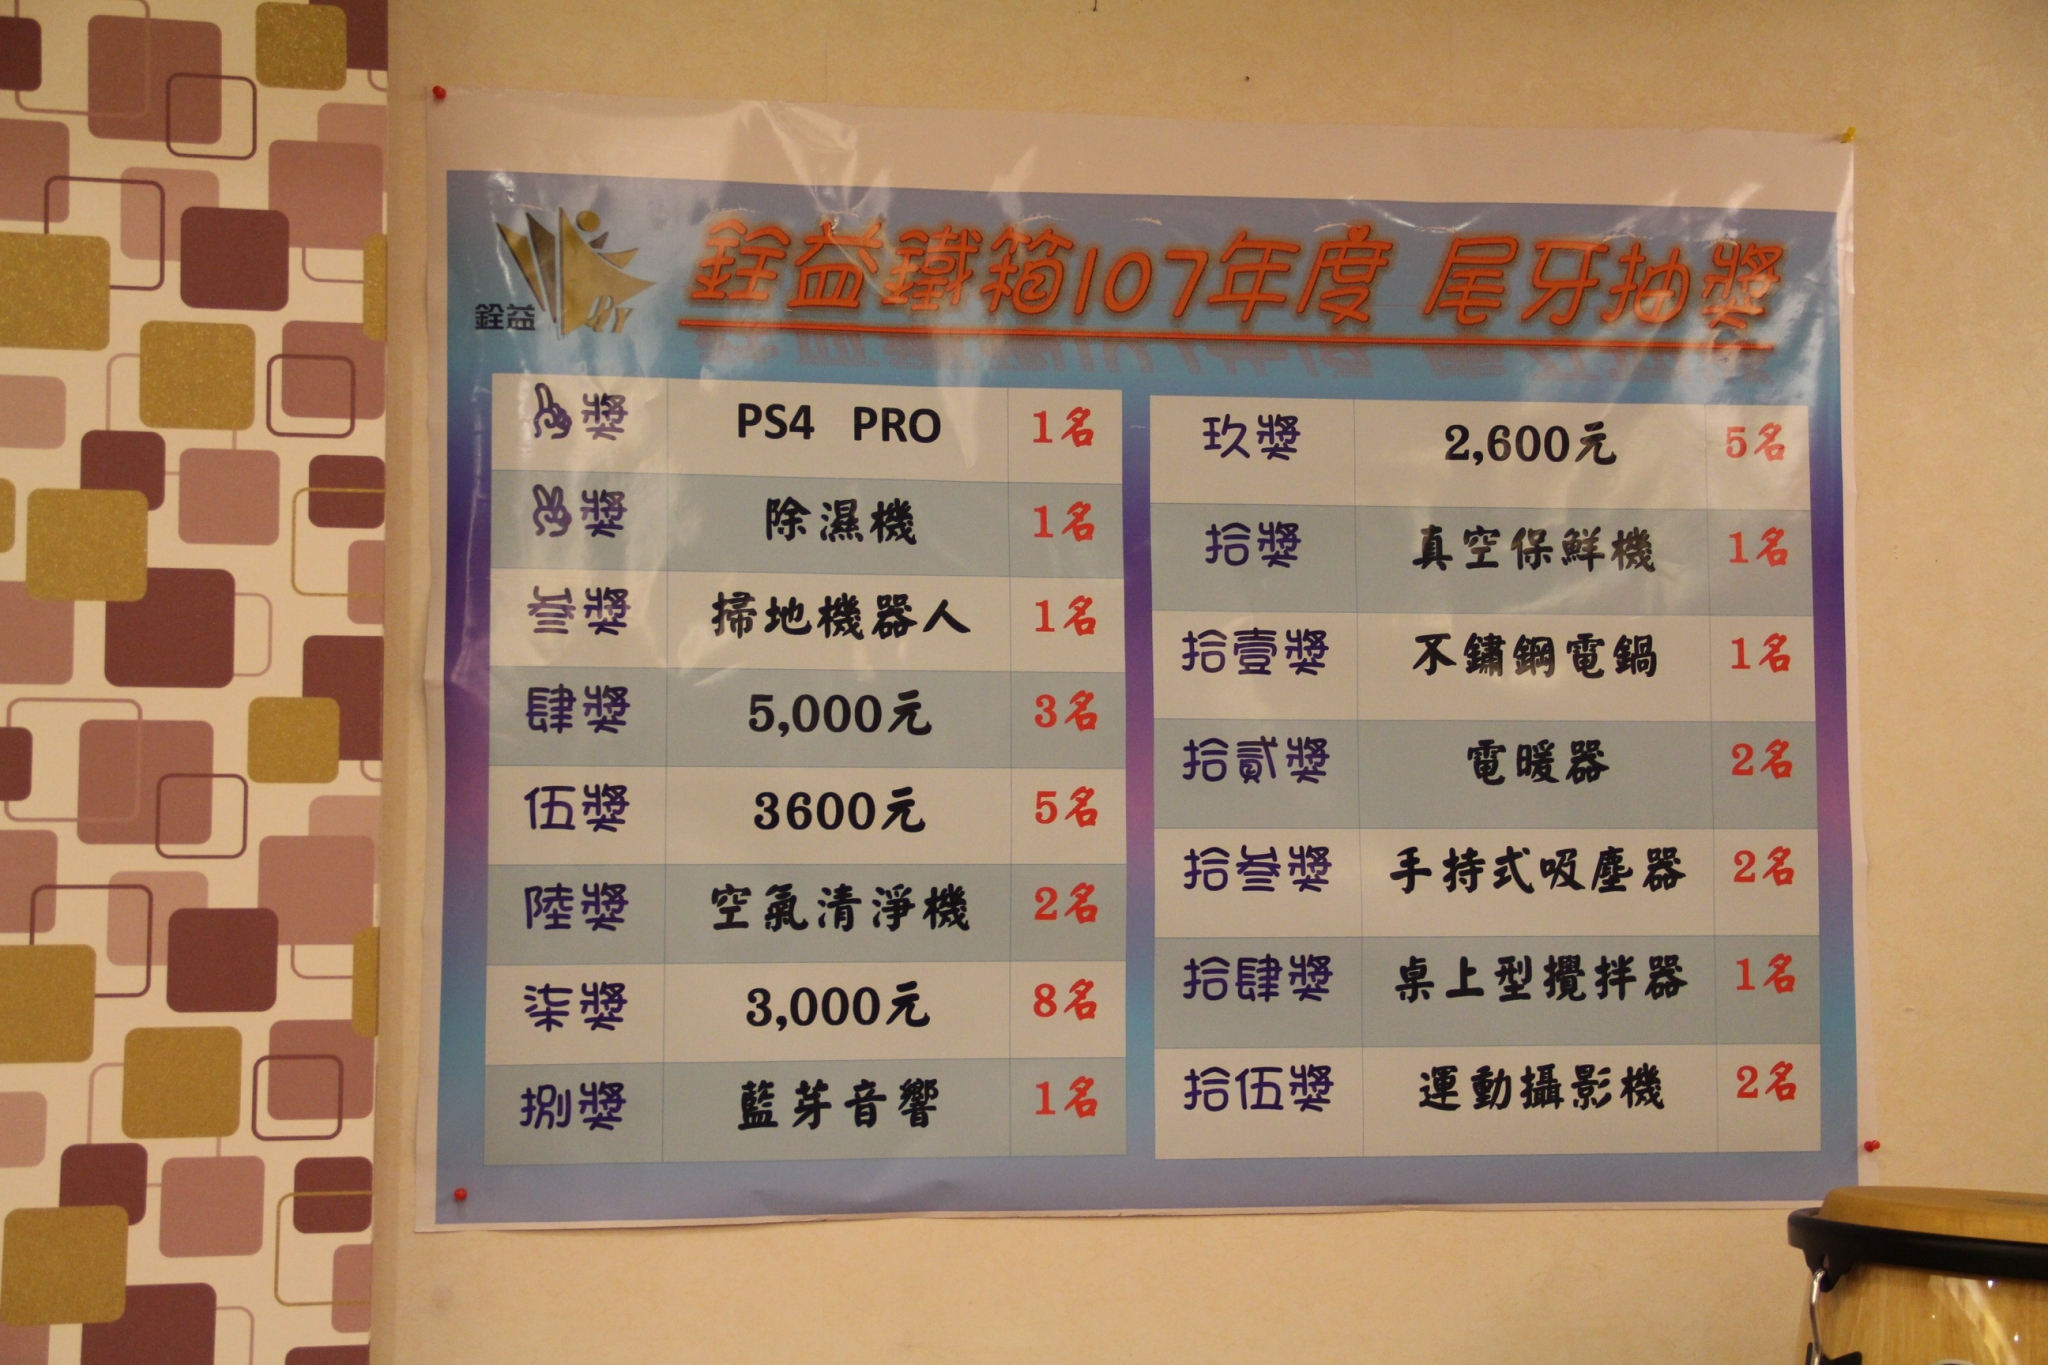 銓益
銓益鐵箱107年度 尾牙抽獎
獎 PS4 PRO 1名
獎 除濕機 1名
參獎 掃地機器人 1名
肆獎 5,000元 3名
伍獎 3600元 5名
陸獎 空氣清淨機 2名
柒獎 3,000元 8名
捌獎 藍芽音響 1名
玖獎 2,600元 5名
拾獎 真空保鮮機 1名
拾壹獎 不鏽鋼電鍋 1名
拾貳獎 電暖器 2名
拾參獎 手持式吸塵器 2名
拾肆獎 桌上型攪拌器 1名
拾伍獎 運動攝影機 2名